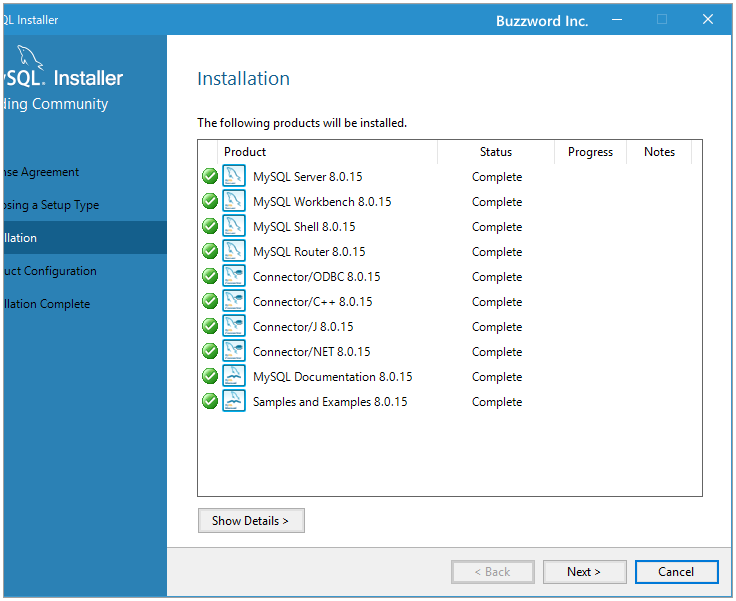 QL Installer
Buzzword Inc.
ySQL. Installer
ding Community
nse Agreement
osing a Setup Type
llation
uct Configuration
llation Complete
Installation
The following products will be installed.
Product Status Progress Notes
MySQL Server 8.0.15 Complete
MySQL Workbench 8.0.15 Complete
MySQL Shell 8.0.15 Complete
MySQL Router 8.0.15 Complete
Connector/ODBC 8.0.15 Complete
Connector/C++ 8.0.15 Complete
Connector/J 8.0.15 Complete
Connector/NET 8.0.15 Complete
MySQL Documentation 8.0.15 Complete
Samples and Examples 8.0.15 Complete
Show Details >
< Back Next > Cancel